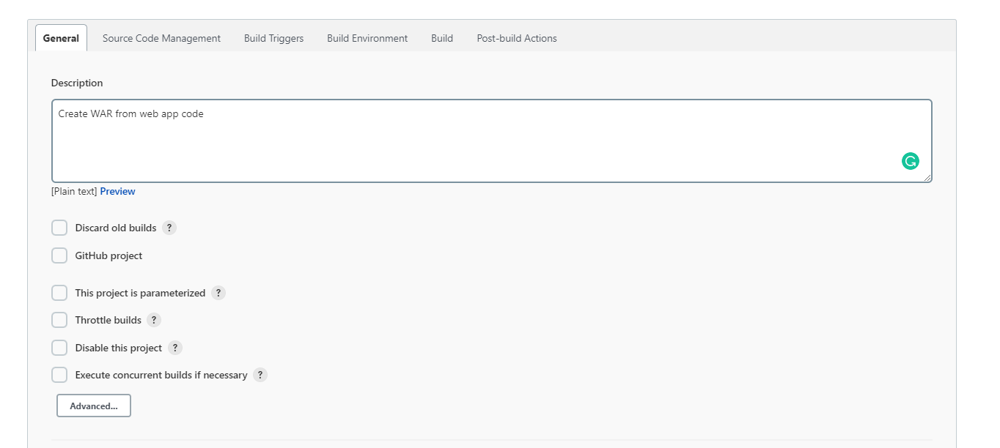 General Source Code Management Build Triggers Build Environment Build Post-build Actions
Description
Create WAR from web app code
[Plain text] Preview
Discard old builds ?
GitHub project
This project is parameterized ?
Throttle builds ?
Disable this project ?
Execute concurrent builds if necessary ?
Advanced...